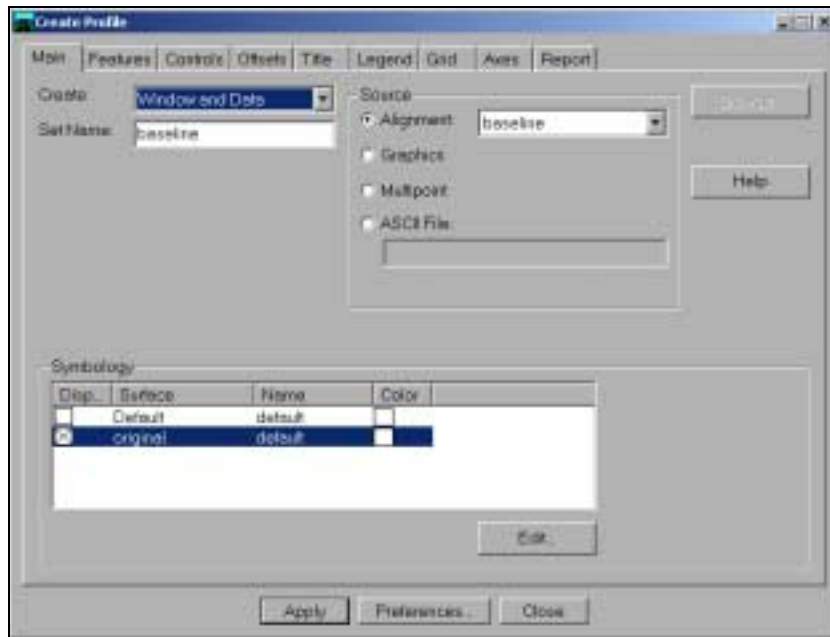 Create Profile
Main Features Controls Offsets Title Legend Grid Axes Report
Create: Window and Data
Set Name: baseline
Source
Alignment: baseline
Graphics
Multipoint
ASCII File:
Help
Symbology
Disp... Surface Name Color
Default default
original default
Edit...
Apply Preferences... Close